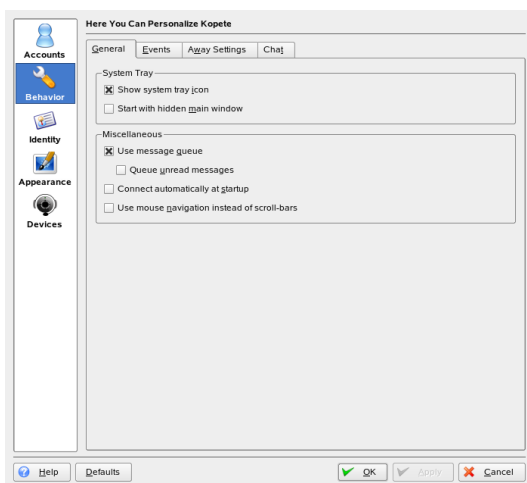 Here You Can Personalize Kopete
Accounts
Behavior
Identity
Appearance
Devices
General Events Away Settings Chat
System Tray
Show system tray icon
Start with hidden main window
Miscellaneous
Use message queue
Queue unread messages
Connect automatically at startup
Use mouse navigation instead of scroll-bars
Help Defaults OK Apply Cancel